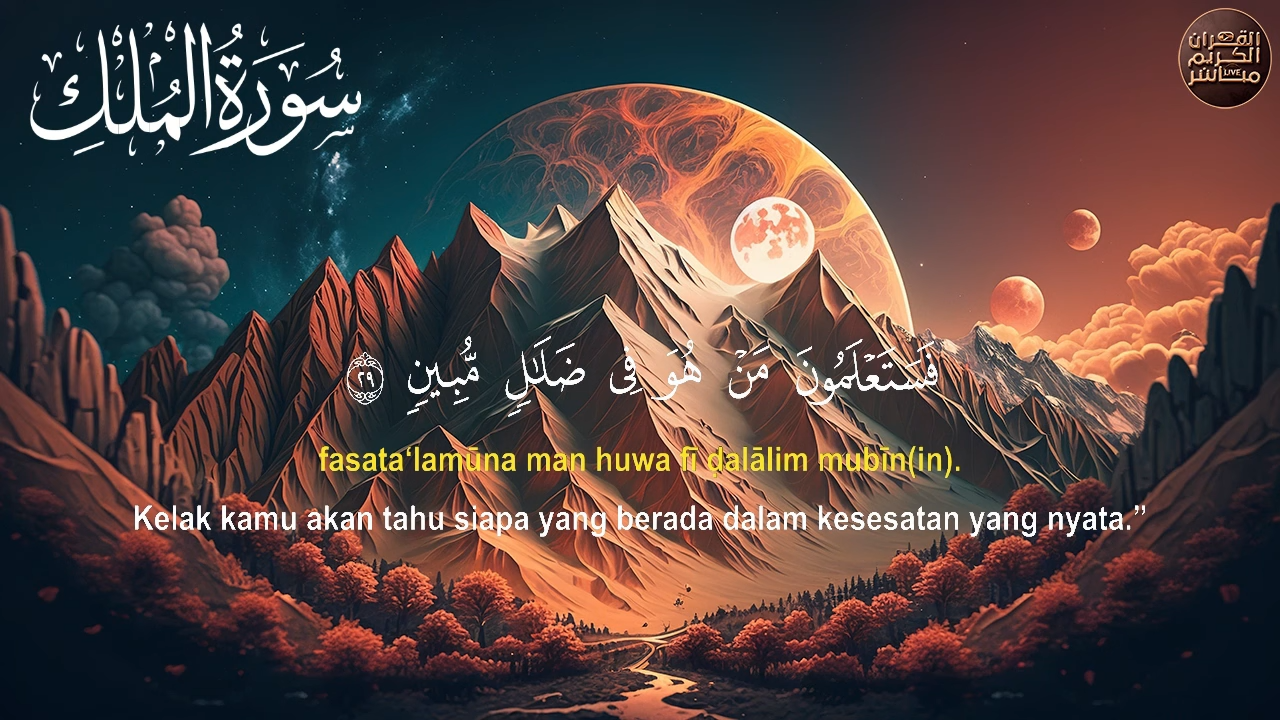 سُورَةُ الْمُلْكِ
القرآن
الكريم
LIVE
مباشر
فَسَتَعْلَمُونَ مَنْ هُوَ فِى ضَلَٰلٍ مُّبِينٍ ٢٩
fasata‘lamūna man huwa fī ḍalālim mubīn(in).
Kelak kamu akan tahu siapa yang berada dalam kesesatan yang nyata.”